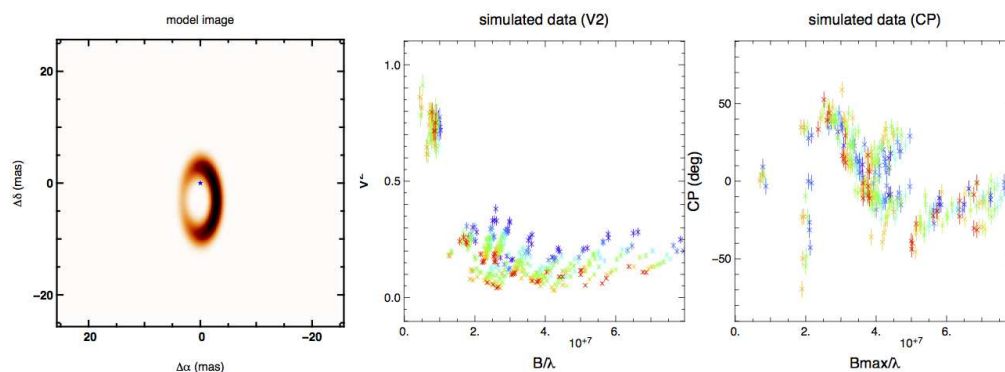 model image
20
0
−20
20
0
−20
Δδ (mas)
Δα (mas)
simulated data (V2)
1.0
0.5
0.0
0.
2.
4.
6.
10+7
B/λ
simulated data (CP)
50
0
−50
CP (deg)
0.
2.
4.
6.
10+7
Bmax/λ